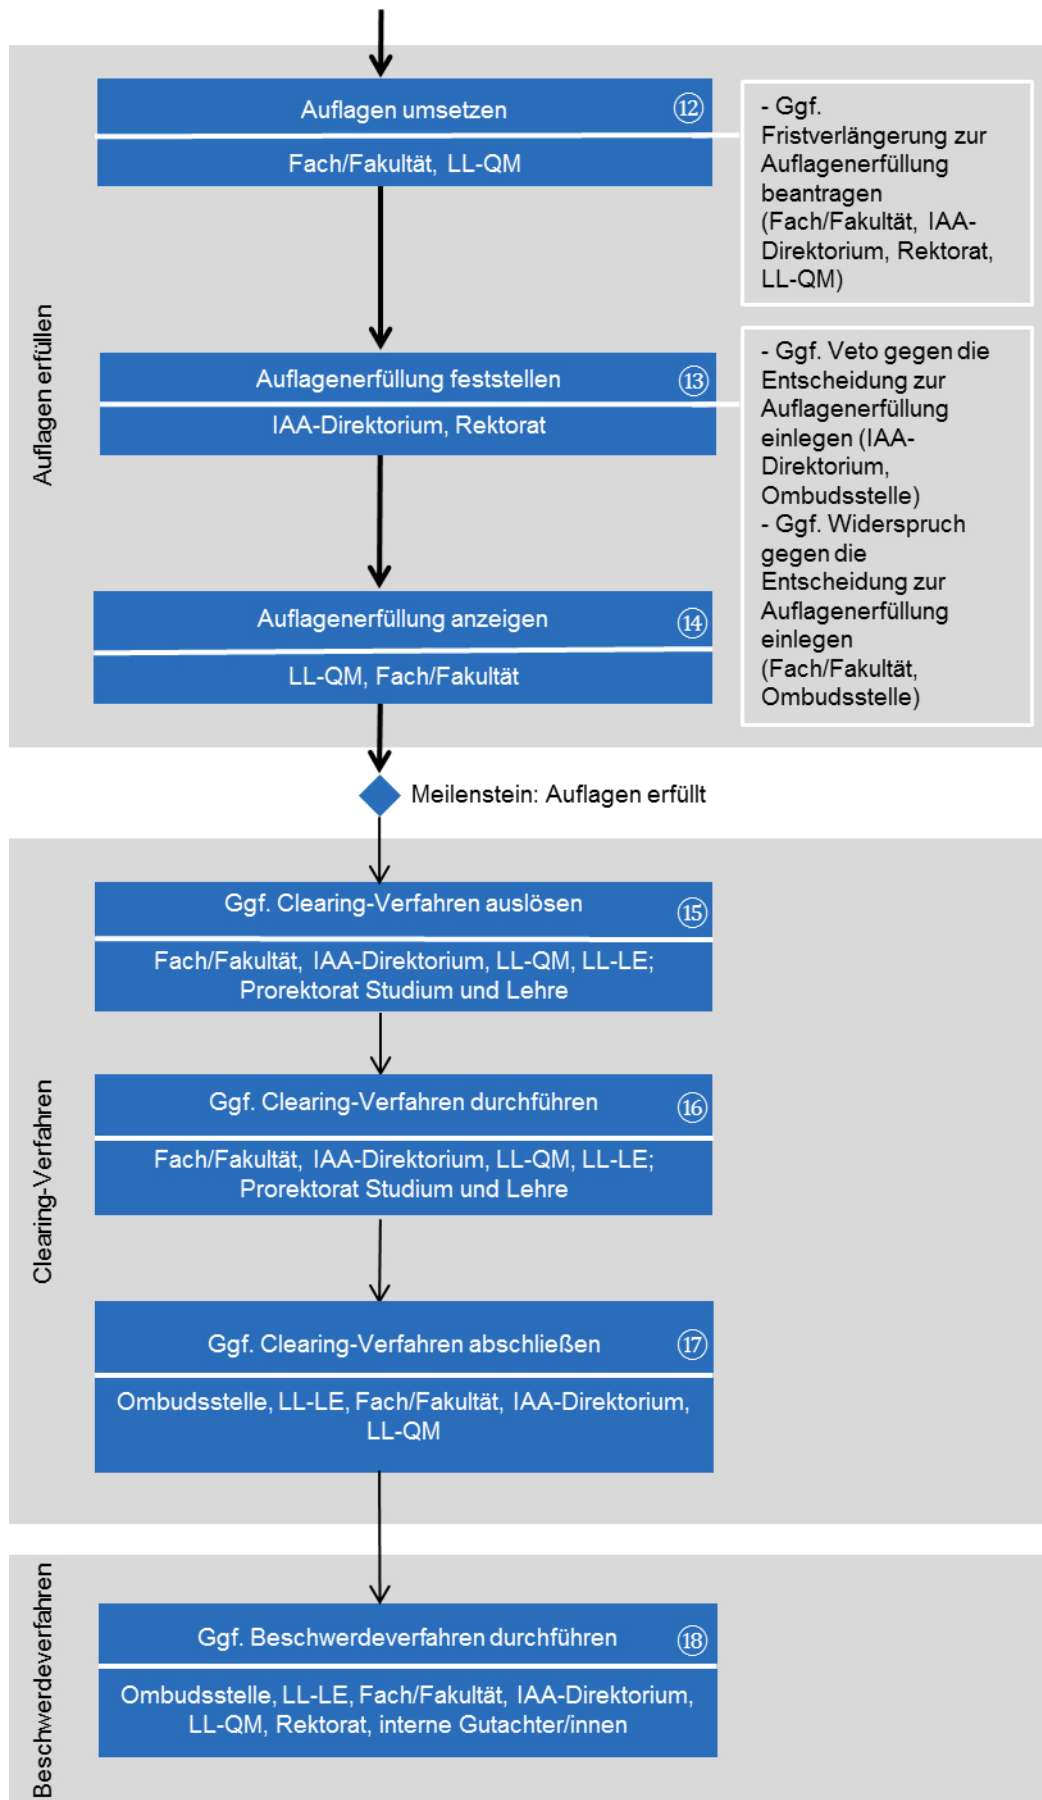 Auflagen erfüllen
Auflagen umsetzen
⑫
Fach/Fakultät, LL-QM
- Ggf.
Fristverlängerung zur
Auflagenerfüllung
beantragen
(Fach/Fakultät, IAA-
Direktorium, Rektorat,
LL-QM)
Auflagenerfüllung feststellen
⑬
IAA-Direktorium, Rektorat
- Ggf. Veto gegen die
Entscheidung zur
Auflagenerfüllung
einlegen (IAA-
Direktorium,
Ombudsstelle)
- Ggf. Widerspruch
gegen die
Entscheidung zur
Auflagenerfüllung
einlegen
(Fach/Fakultät,
Ombudsstelle)
Auflagenerfüllung anzeigen
⑭
LL-QM, Fach/Fakultät
Meilenstein: Auflagen erfüllt
Clearing-Verfahren
Ggf. Clearing-Verfahren auslösen
⑮
Fach/Fakultät, IAA-Direktorium, LL-QM, LL-LE;
Prorektorat Studium und Lehre
Ggf. Clearing-Verfahren durchführen
⑯
Fach/Fakultät, IAA-Direktorium, LL-QM, LL-LE;
Prorektorat Studium und Lehre
Ggf. Clearing-Verfahren abschließen
⑰
Ombudsstelle, LL-LE, Fach/Fakultät, IAA-Direktorium,
LL-QM
Beschwerdeverfahren
Ggf. Beschwerdeverfahren durchführen
⑱
Ombudsstelle, LL-LE, Fach/Fakultät, IAA-Direktorium,
LL-QM, Rektorat, interne Gutachter/innen